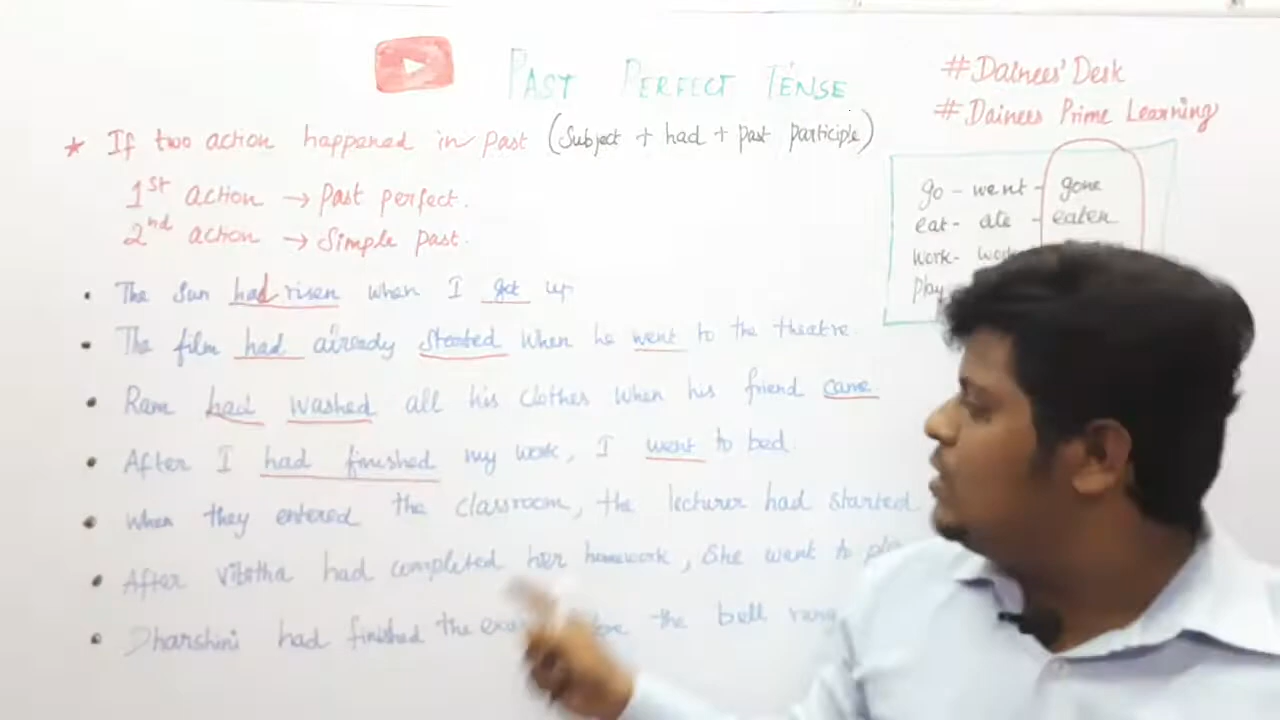 PAST PERFECT TENSE
#Dainees' Desk
#Dainees Prime Learning
★ If two action happened in past (Subject + had + past participle)
1st action → Past perfect.
2nd action → Simple past.
go - went - gone
eat - ate - eaten
work-
play
• The Sun had risen when I got up
• The film had already started when he went to the theatre.
• Ram had washed all his clothes when his friend came
• After I had finished my work, I went to bed.
• When they entered the classroom, the lecturer had started
• After had completed her homework, She went to
• Dharshini had finished the the bell rang